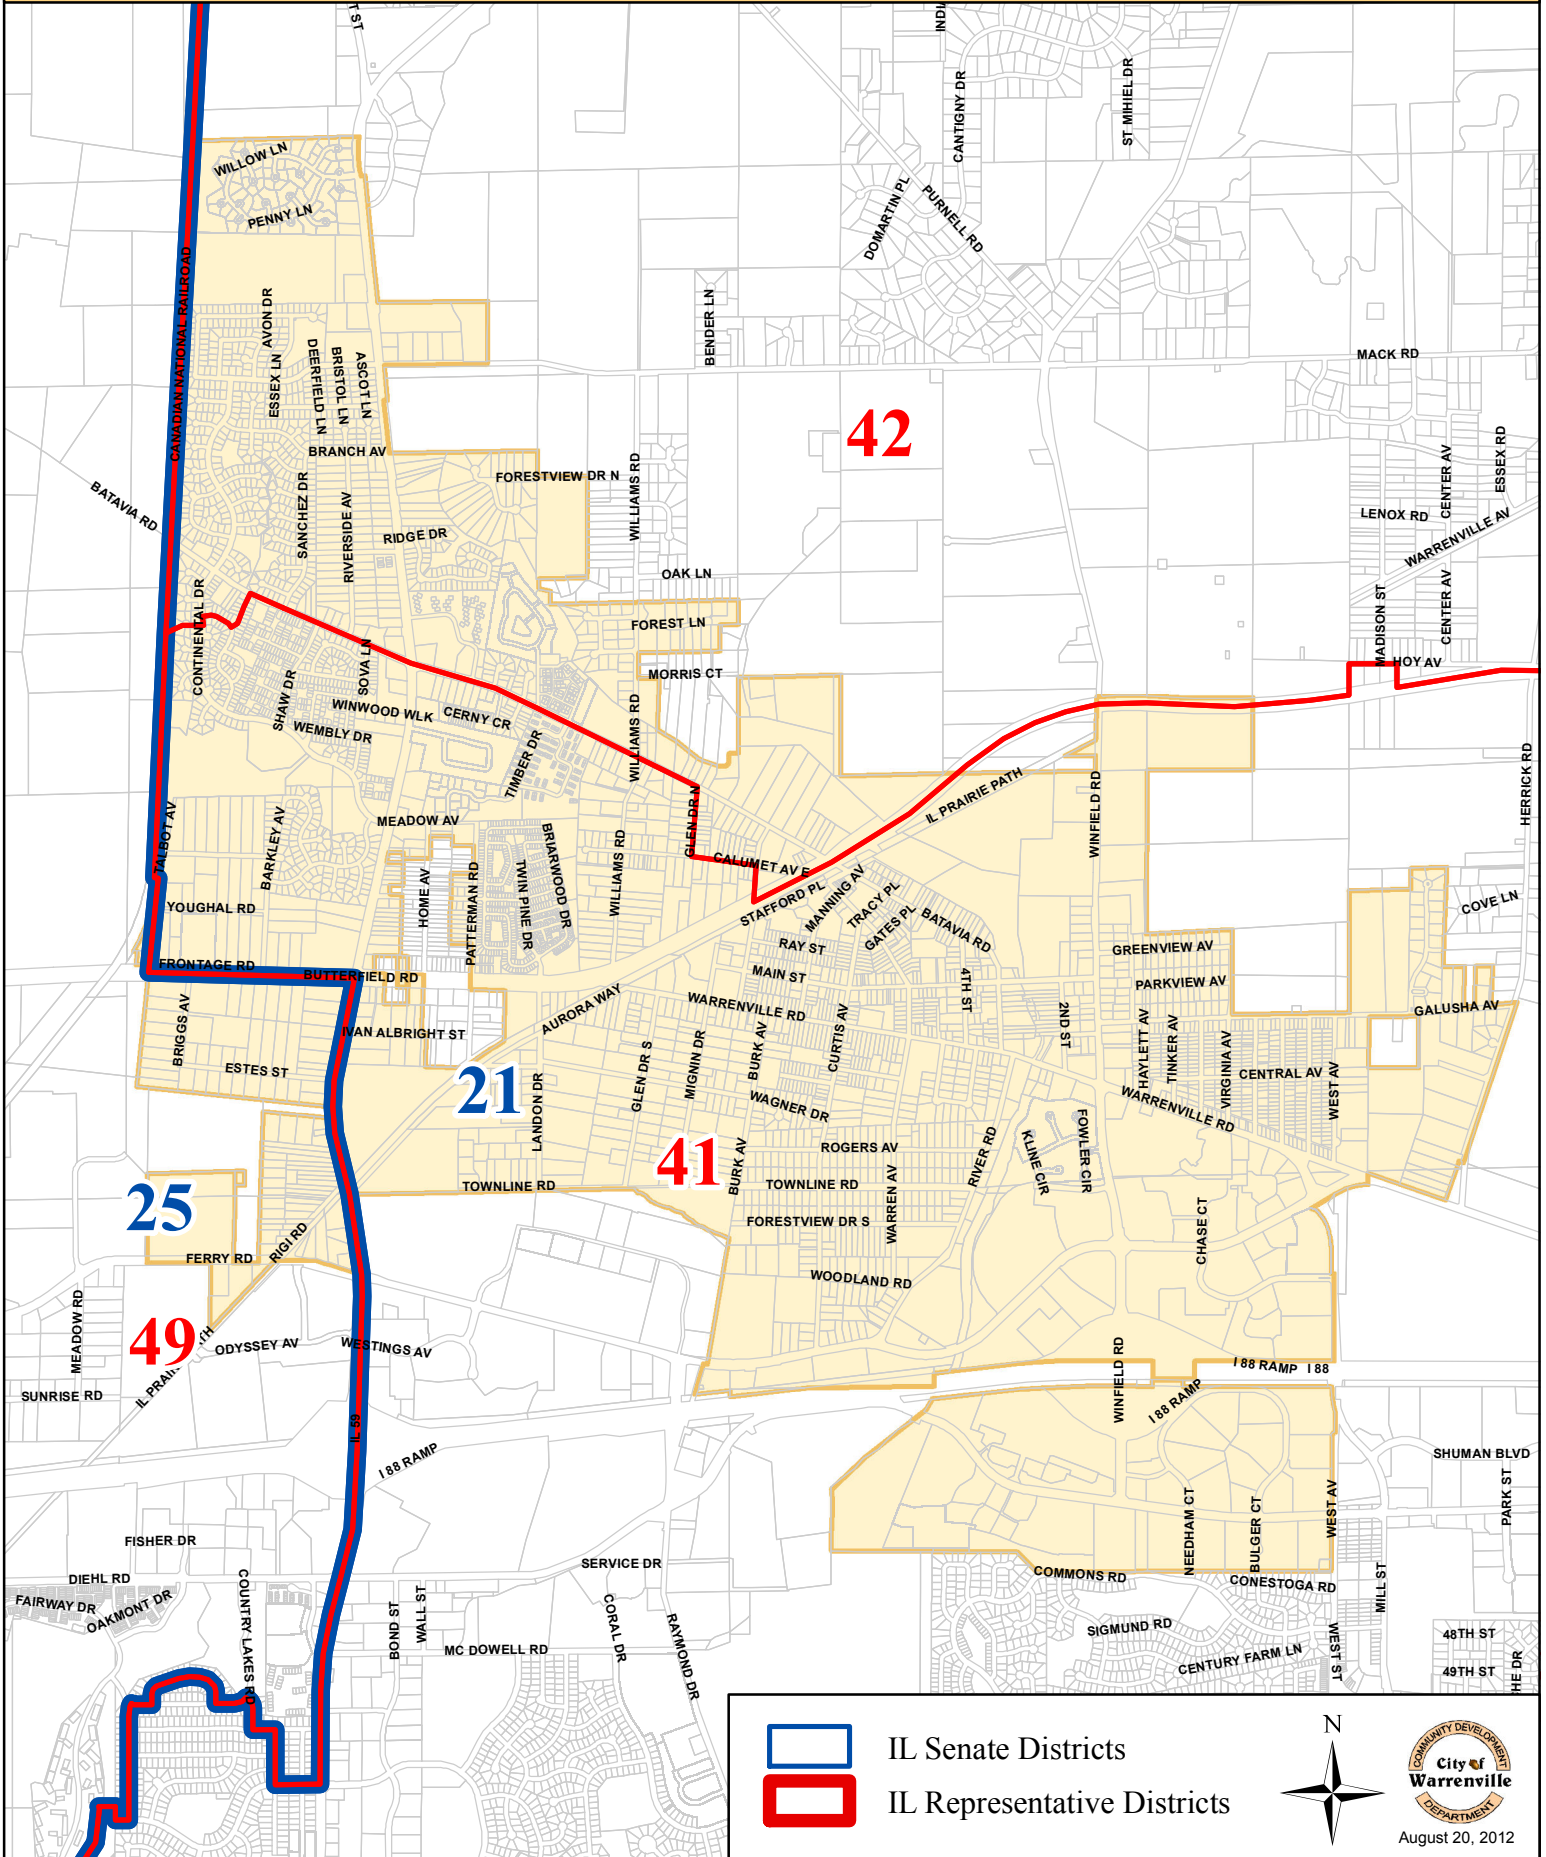 T ST
INDI
CANTIGNY DR
ST MIHIEL DR
WILLOW LN
PENNY LN
DOMARTIN PL
PURNELL RD
CANADIAN NATIONAL RAILROAD
AVON DR
ESSEX LN
DEERFIELD LN
BRISTOL LN
ASCOT LN
BENDER LN
MACK RD
42
BRANCH AV
FORESTVIEW DR N
WILLIAMS RD
BATAVIA RD
SANCHEZ DR
RIVERSIDE AV
RIDGE DR
CENTER AV
ESSEX RD
LENOX RD
WARRENVILLE AV
OAK LN
CONTINENTAL DR
FOREST LN
MADISON ST
CENTER AV
HOY AV
SOVA LN
MORRIS CT
SHAW DR
WINWOOD WLK
CERNY CR
WEMBLY DR
TIMBER DR
WILLIAMS RD
WINFIELD RD
IL PRAIRIE PATH
HERRICK RD
TALBOT AV
BARKLEY AV
MEADOW AV
GLEN DR N
CALUMET AV E
BRIARWOOD DR
TWIN PINE DR
WILLIAMS RD
HOME AV
PATTERMAN RD
STAFFORD PL
MANNING AV
TRACY PL
GATES PL
BATAVIA RD
COVE LN
YOUGHAL RD
RAY ST
GREENVIEW AV
FRONTAGE RD
BUTTERFIELD RD
MAIN ST
4TH ST
PARKVIEW AV
AURORA WAY
WARRENVILLE RD
GALUSHA AV
BRIGGS AV
IVAN ALBRIGHT ST
2ND ST
HAYLETT AV
TINKER AV
VIRGINIA AV
CURTIS AV
BURK AV
MIGNIN DR
GLEN DR S
ESTES ST
CENTRAL AV
WEST AV
21
LANDON DR
WAGNER DR
WARRENVILLE RD
41
BURK AV
ROGERS AV
RIVER RD
KLINE CIR
FOWLER CIR
TOWNLINE RD
TOWNLINE RD
WARREN AV
25
FORESTVIEW DR S
CHASE CT
FERRY RD
RIGI RD
WOODLAND RD
MEADOW RD
49
ODYSSEY AV
WESTINGS AV
I 88 RAMP
I 88
SUNRISE RD
IL PRAIR
TH
IL 59
WINFIELD RD
I 88 RAMP
I 88 RAMP
SHUMAN BLVD
PARK ST
NEEDHAM CT
BULGER CT
WEST AV
FISHER DR
DIEHL RD
SERVICE DR
COMMONS RD
CONESTOGA RD
MILL ST
FAIRWAY DR
OAKMONT DR
COUNTRY LAKES RD
BOND ST
WALL ST
CORAL DR
RAYMOND DR
MC DOWELL RD
SIGMUND RD
CENTURY FARM LN
WEST ST
48TH ST
49TH ST
HE DR
IL Senate Districts
IL Representative Districts
N
COMMUNITY DEVELOPMENT
City of
Warrenville
DEPARTMENT
August 20, 2012